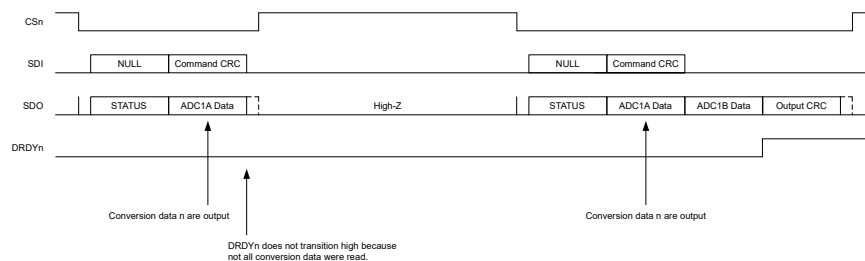 CSn
SDI
NULL
Command CRC
NULL
Command CRC
SDO
STATUS
ADC1A Data
High-Z
STATUS
ADC1A Data
ADC1B Data
Output CRC
DRDYn
Conversion data n are output
Conversion data n are output
DRDYn does not transition high because
not all conversion data were read.